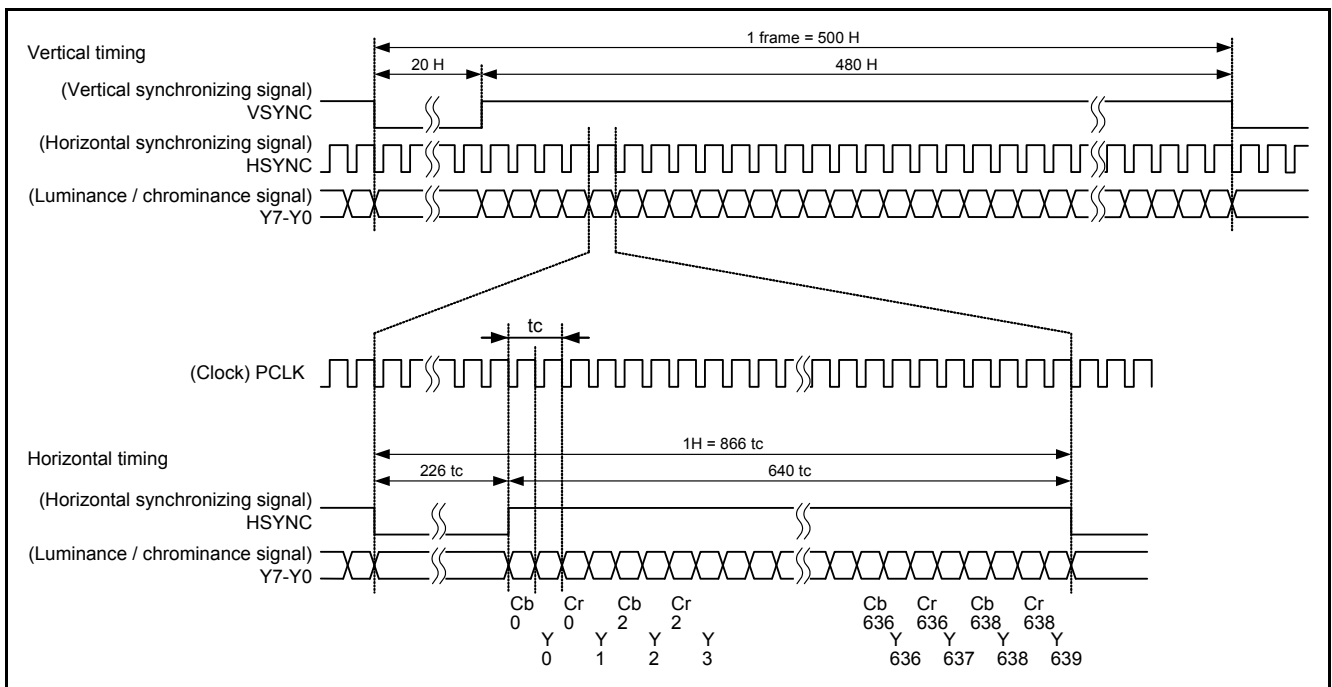 Vertical timing
1 frame = 500 H
20 H
480 H
(Vertical synchronizing signal)
VSYNC
(Horizontal synchronizing signal)
HSYNC
(Luminance / chrominance signal)
Y7-Y0
tc
(Clock) PCLK
1H = 866 tc
Horizontal timing
226 tc
640 tc
(Horizontal synchronizing signal)
HSYNC
(Luminance / chrominance signal)
Y7-Y0
Cb Cr Cb Cr Cb Cr Cb Cr
0 0 2 2 636 636 638 638
Y Y Y Y Y Y Y Y
0 1 2 3 636 637 638 639